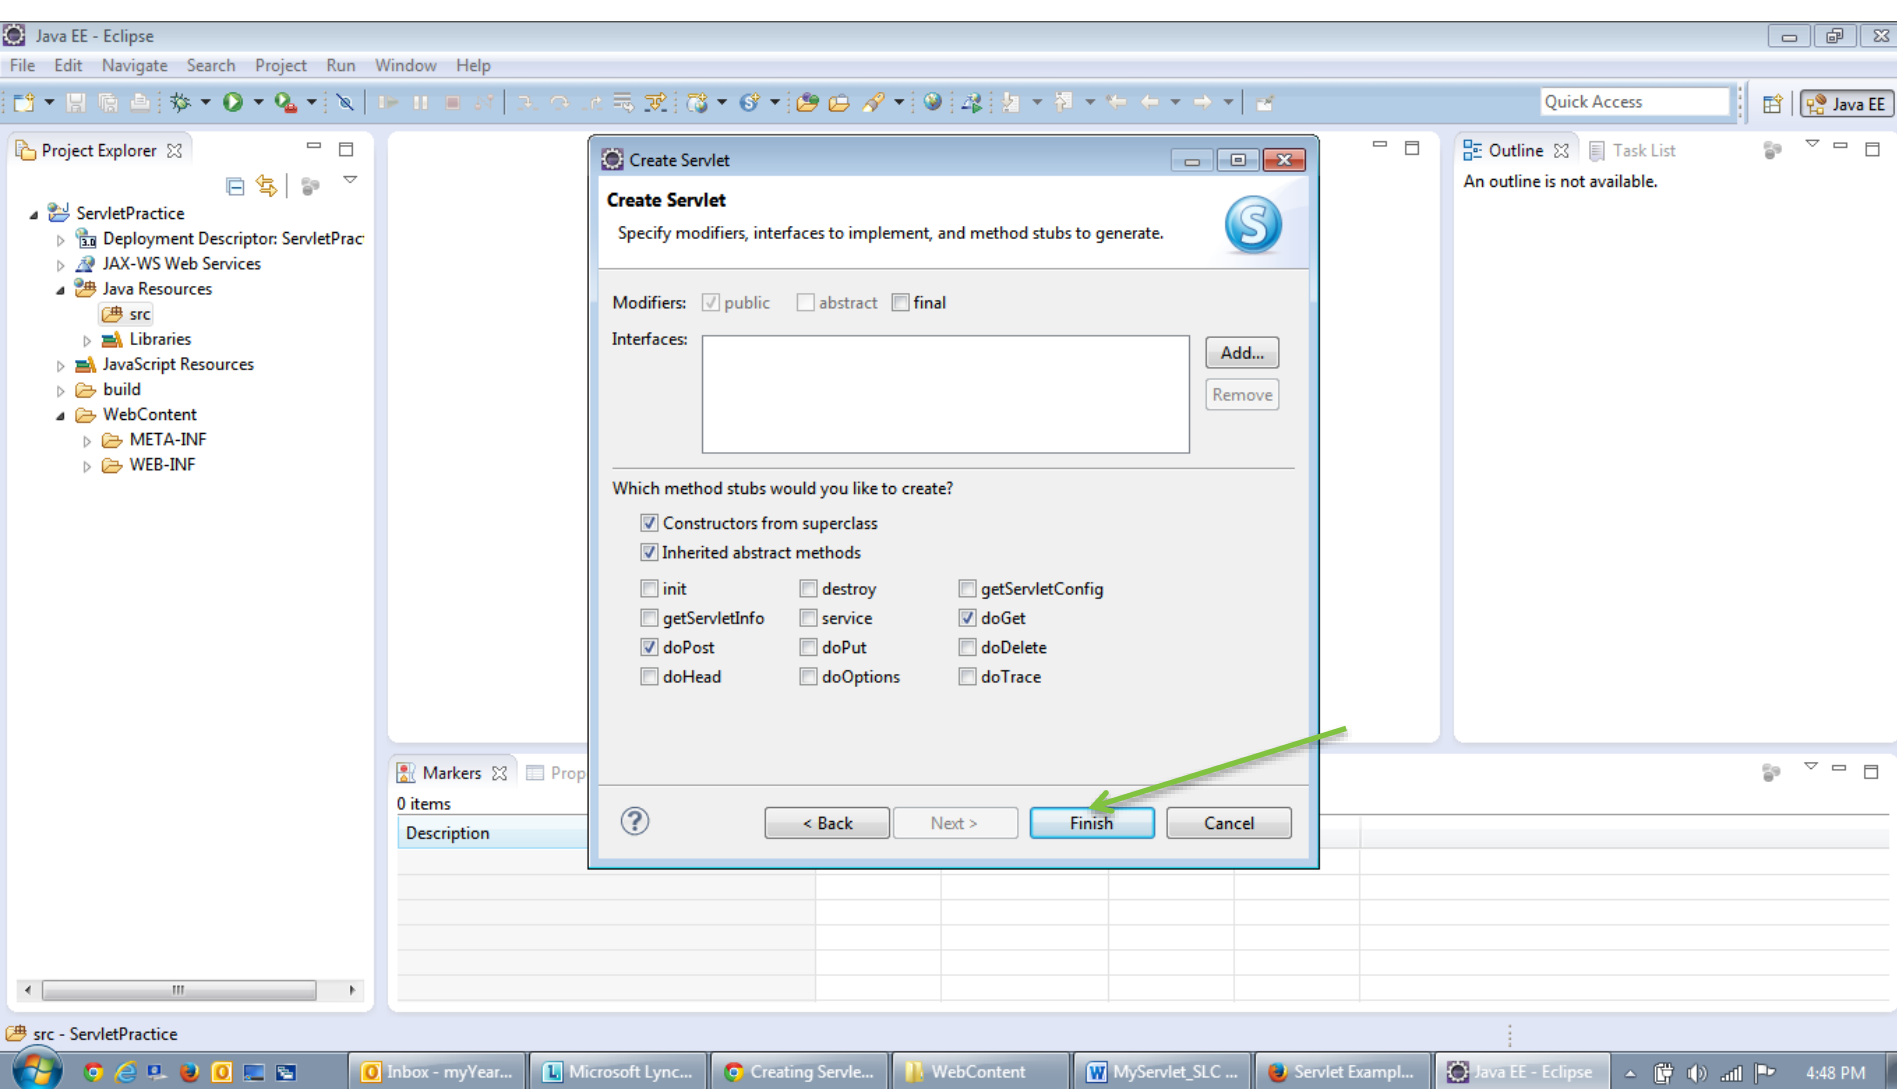 Java EE - Eclipse
File Edit Navigate Search Project Run Window Help
Quick Access
Java EE
Project Explorer
ServletPractice
Deployment Descriptor: ServletPrac
JAX-WS Web Services
Java Resources
src
Libraries
JavaScript Resources
build
WebContent
META-INF
WEB-INF
Create Servlet
Create Servlet
Specify modifiers, interfaces to implement, and method stubs to generate.
Modifiers: public abstract final
Interfaces:
Add...
Remove
Which method stubs would you like to create?
Constructors from superclass
Inherited abstract methods
init destroy getServletConfig
getServletInfo service doGet
doPost doPut doDelete
doHead doOptions doTrace
< Back Next > Finish Cancel
Outline Task List
An outline is not available.
Markers Prop
0 items
Description
src - ServletPractice
Inbox - myYear... Microsoft Lync... Creating Servle... WebContent MyServlet_SLC ... Servlet Exampl... Java EE - Eclipse 4:48 PM